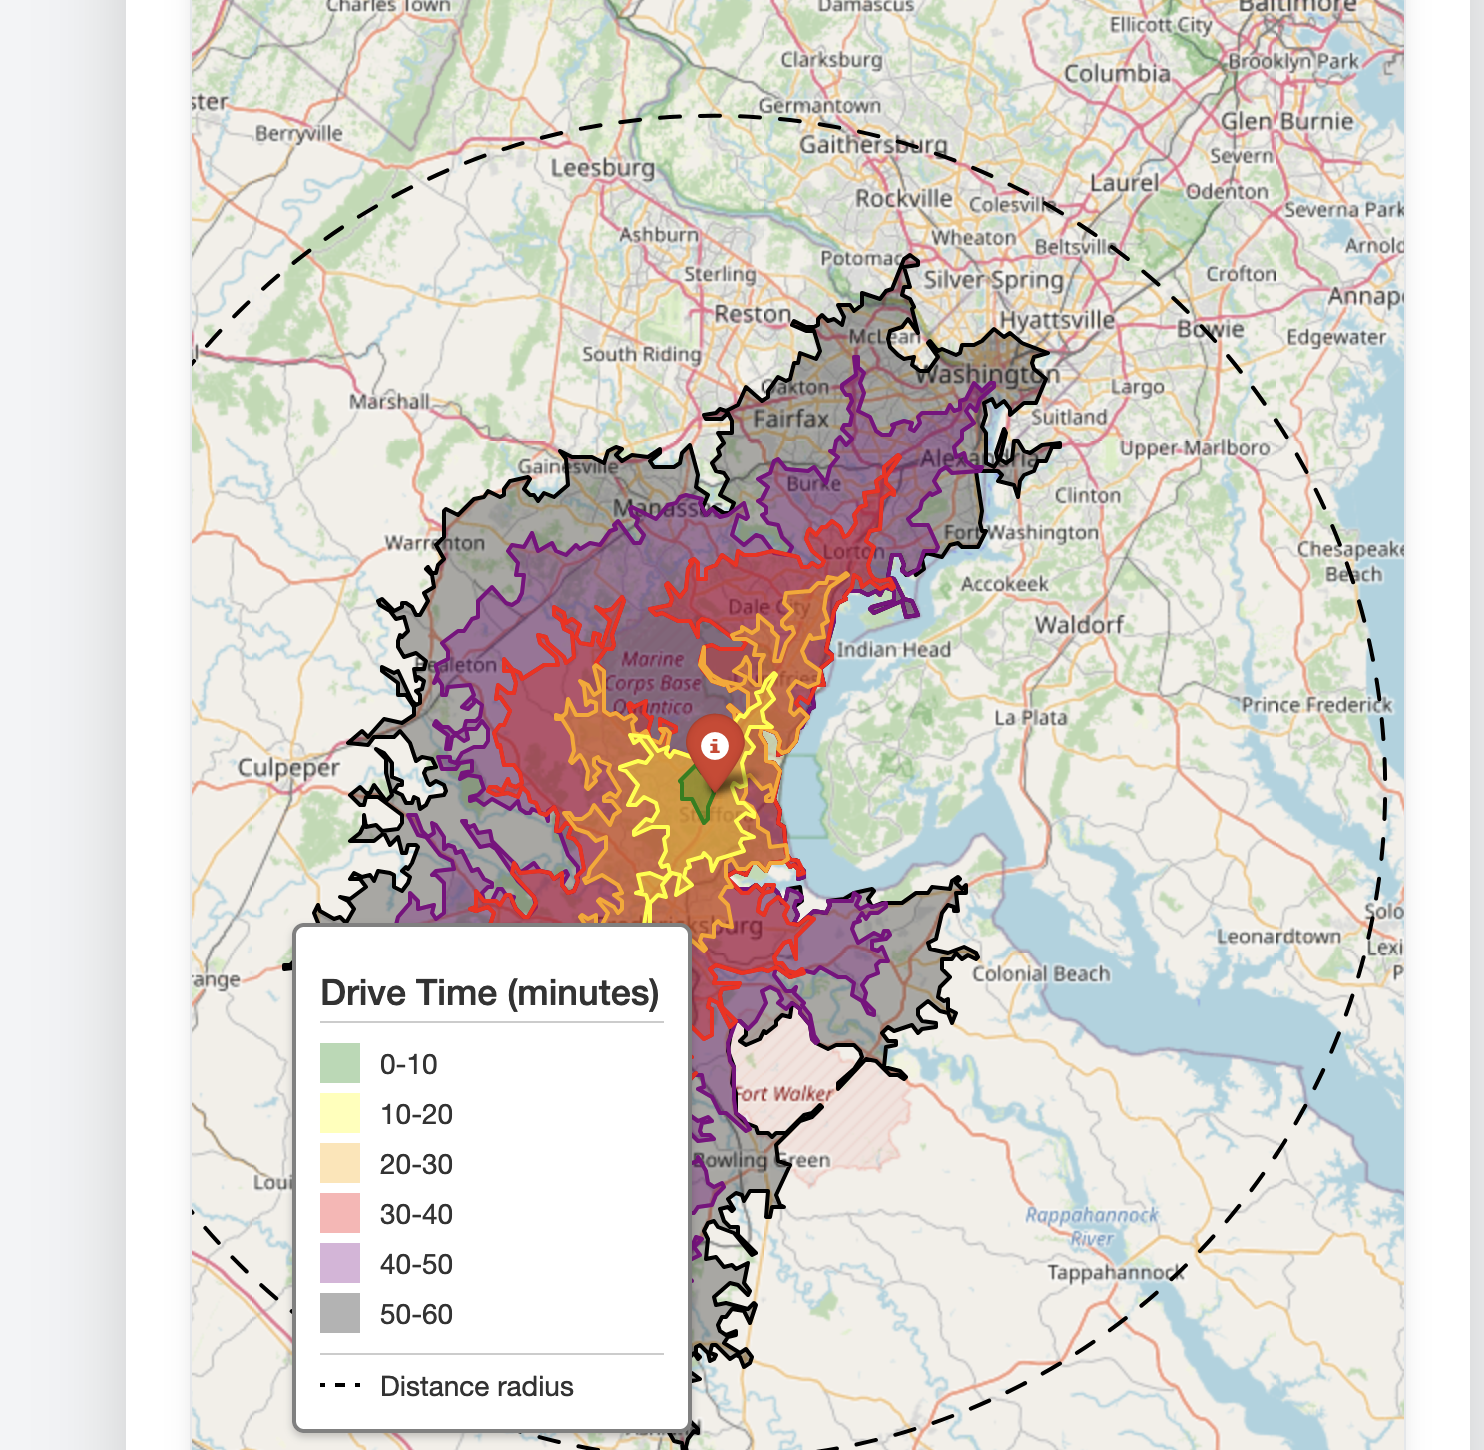 Charles Town
Damascus
Baltimore
Ellicott City
Clarksburg
Brooklyn Park
Columbia
ster
Germantown
Glen Burnie
Berryville
Gaithersburg
Severn
Leesburg
Laurel
Odenton
Rockville
Colesville
Severna Park
Ashburn
Wheaton
Beltsville
Arnold
Potomac
Sterling
Silver Spring
Crofton
Annap
Reston
Hyattsville
Bowie
McLean
Edgewater
South Riding
Washington
Oakton
Largo
Marshall
Fairfax
Suitland
Upper Marlboro
Alexandria
Gainesville
Burke
Clinton
Manassas
Fort Washington
Warrenton
Lorton
Chesapeake
Beach
Accokeek
Dale City
Waldorf
Indian Head
Marine
Corps Base
Quantico
Bealeton
Dumfries
Prince Frederick
La Plata
Culpeper
Stafford
Solo
Fredericksburg
Leonardtown
Lexi
Colonial Beach
P
ange
Drive Time (minutes)
0-10
10-20
20-30
30-40
40-50
50-60
Distance radius
Fort Walker
Bowling Green
Loui
Rappahannock
River
Tappahannock